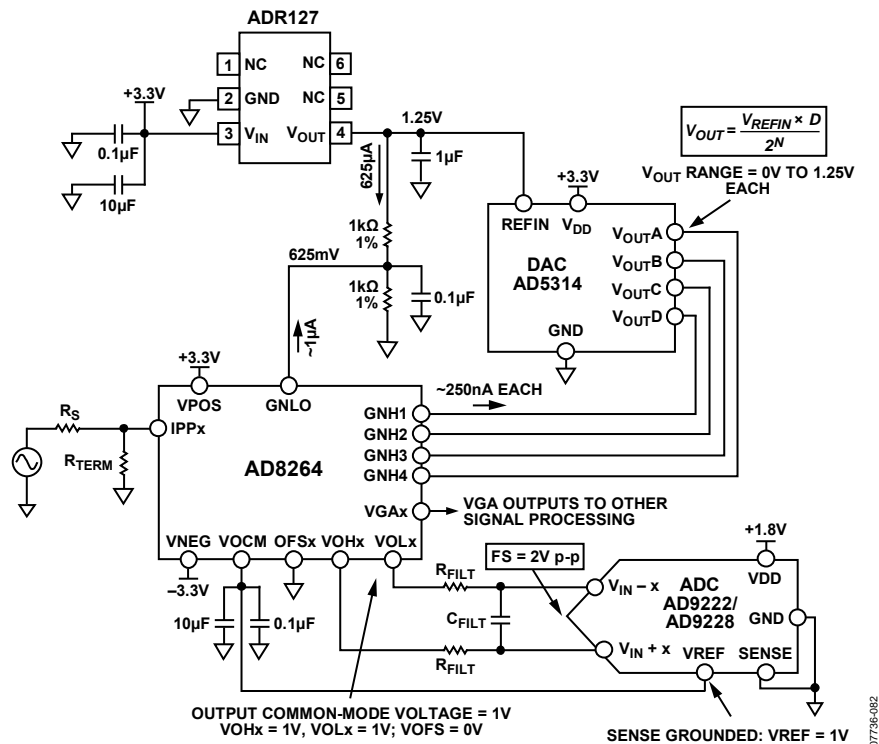 ADR127
1 NC
NC 6
2 GND
NC 5
3 VIN
VOUT 4
+3.3V
0.1µF
10µF
1.25V
625µA
1µF
1kΩ
1%
625mV
1kΩ
1%
0.1µF
~1µA
VOUT = VREFIN × D
2N
VOUT RANGE = 0V TO 1.25V
EACH
+3.3V
REFIN
VDD
VOUTA
DAC
AD5314
VOUTB
VOUTC
VOUTD
GND
+3.3V
VPOS
GNLO
~250nA EACH
RS
IPPx
RTERM
AD8264
GNH1
GNH2
GNH3
GNH4
VGAx
VGA OUTPUTS TO OTHER
SIGNAL PROCESSING
VNEG
VOCM
OFSx
VOHx
VOLx
–3.3V
10µF
0.1µF
RFILT
CFILT
RFILT
FS = 2V p-p
+1.8V
VDD
VIN – x
ADC
AD9222/
AD9228
GND
VIN + x
VREF
SENSE
OUTPUT COMMON-MODE VOLTAGE = 1V
VOHx = 1V, VOLx = 1V; VOFS = 0V
SENSE GROUNDED: VREF = 1V
07736-082